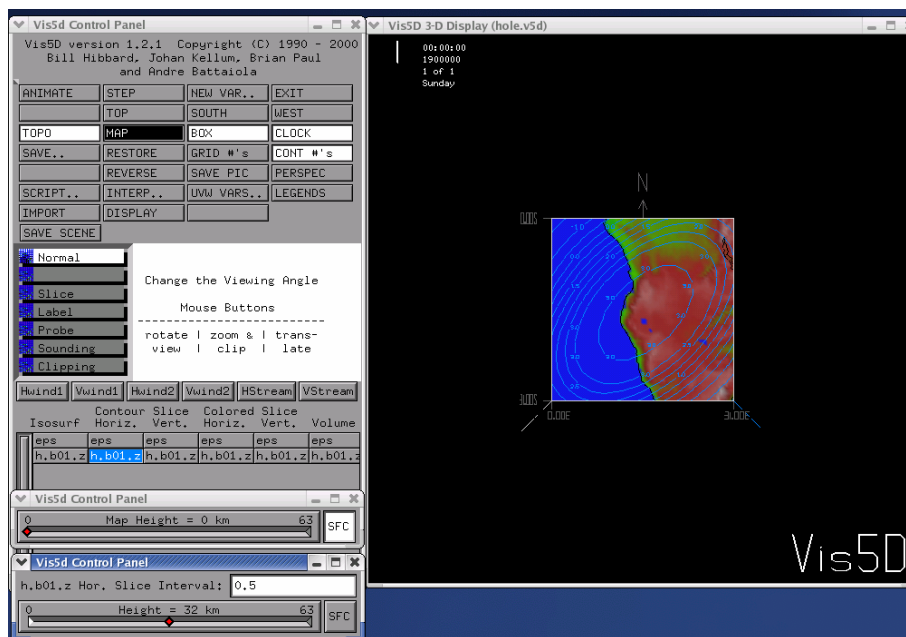 Vis5d Control Panel
Vis5D version 1.2.1 Copyright (C) 1990 - 2000
Bill Hibbard, Johan Kellum, Brian Paul
and Andre Battaiola
ANIMATE STEP NEW VAR.. EXIT
TOP SOUTH WEST
TOPO MAP BOX CLOCK
SAVE.. RESTORE GRID #'s CONT #'s
REVERSE SAVE PIC PERSPEC
SCRIPT.. INTERP.. UVW VARS.. LEGENDS
IMPORT DISPLAY
SAVE SCENE
Normal
Slice
Label
Probe
Sounding
Clipping
Change the Viewing Angle
Mouse Buttons
rotate | zoom & | trans-
view | clip | late
Hwind1 Vwind1 Hwind2 Vwind2 HStream VStream
Contour Slice Colored Slice
Isosurf Horiz. Vert. Horiz. Vert. Volume
eps eps eps eps eps eps
h.b01.z h.b01.z h.b01.z h.b01.z h.b01.z h.b01.z
Vis5d Control Panel
0 Map Height = 0 km 63 SFC
Vis5d Control Panel
h.b01.z Hor. Slice Interval: 0.5
0 Height = 32 km 63 SFC
Vis5D 3-D Display (hole.v5d)
00:00:00
1900000
1 of 1
Sunday
N
0.00E 3.00E
Vis5D